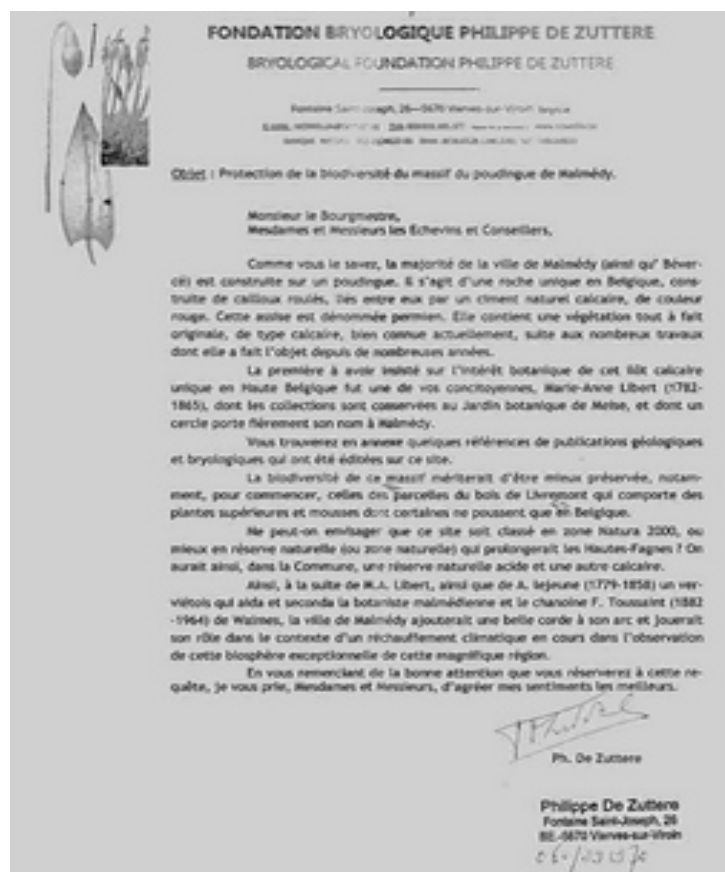 FONDATION BRYOLOGIQUE PHILIPPE DE ZUTTERE
BRYOLOGICAL FOUNDATION PHILIPPE DE ZUTTERE
Fontaine Saint-Joseph, 26—5670 Vierves-sur-Viroin
Objet : Protection de la biodiversité du massif du poudingue de Malmédy.
Monsieur le Bourgmestre,
Mesdames et Messieurs les Echevins et Conseillers,
Comme vous le savez, la majorité de la ville de Malmédy (ainsi qu' Béver-
cé) est construite sur un poudingue. Il s'agit d'une roche unique en Belgique, cons-
truite de cailloux roulés, liés entre eux par un ciment naturel calcaire, de couleur
rouge. Cette assise est dénommée permien. Elle contient une végétation tout à fait
originale, de type calcaire, bien connue actuellement, suite aux nombreux travaux
dont elle a fait l'objet depuis de nombreuses années.
La première à avoir insisté sur l'intérêt botanique de cet îlôt calcaire
unique en Haute Belgique fut une de vos concitoyennes, Marie-Anne Libert (1782-
1865), dont les collections sont conservées au Jardin botanique de Meise, et dont un
cercle porte fièrement son nom à Malmédy.
Vous trouverez en annexe quelques références de publications géologiques
et bryologiques qui ont été éditées sur ce site.
La biodiversité de ce massif mériterait d'être mieux préservée, notam-
ment, pour commencer, celles des parcelles du bois de Livremont qui comporte des
plantes supérieures et mousses dont certaines ne poussent que en Belgique.
Ne peut-on envisager que ce site soit classé en zone Natura 2000, ou
mieux en réserve naturelle (ou zone naturelle) qui prolongerait les Hautes-Fagnes ? On
aurait ainsi, dans la Commune, une réserve naturelle acide et une autre calcaire.
Ainsi, à la suite de M.A. Libert, ainsi que de A. lejeune (1779-1858) un ver-
viétois qui aida et seconda la botaniste malmédienne et le chanoine F. Toussaint (1882
-1964) de Waimes, la ville de Malmédy ajouterait une belle corde à son arc et jouerait
son rôle dans le contexte d'un réchauffement climatique en cours dans l'observation
de cette biosphère exceptionnelle de cette magnifique région.
En vous remerciant de la bonne attention que vous réserverez à cette re-
quête, je vous prie, Mesdames et Messieurs, d'agréer mes sentiments les meilleurs.
Ph. De Zuttere
Philippe De Zuttere
Fontaine Saint-Joseph, 26
BE.-5670 Vierves-sur-Viroin